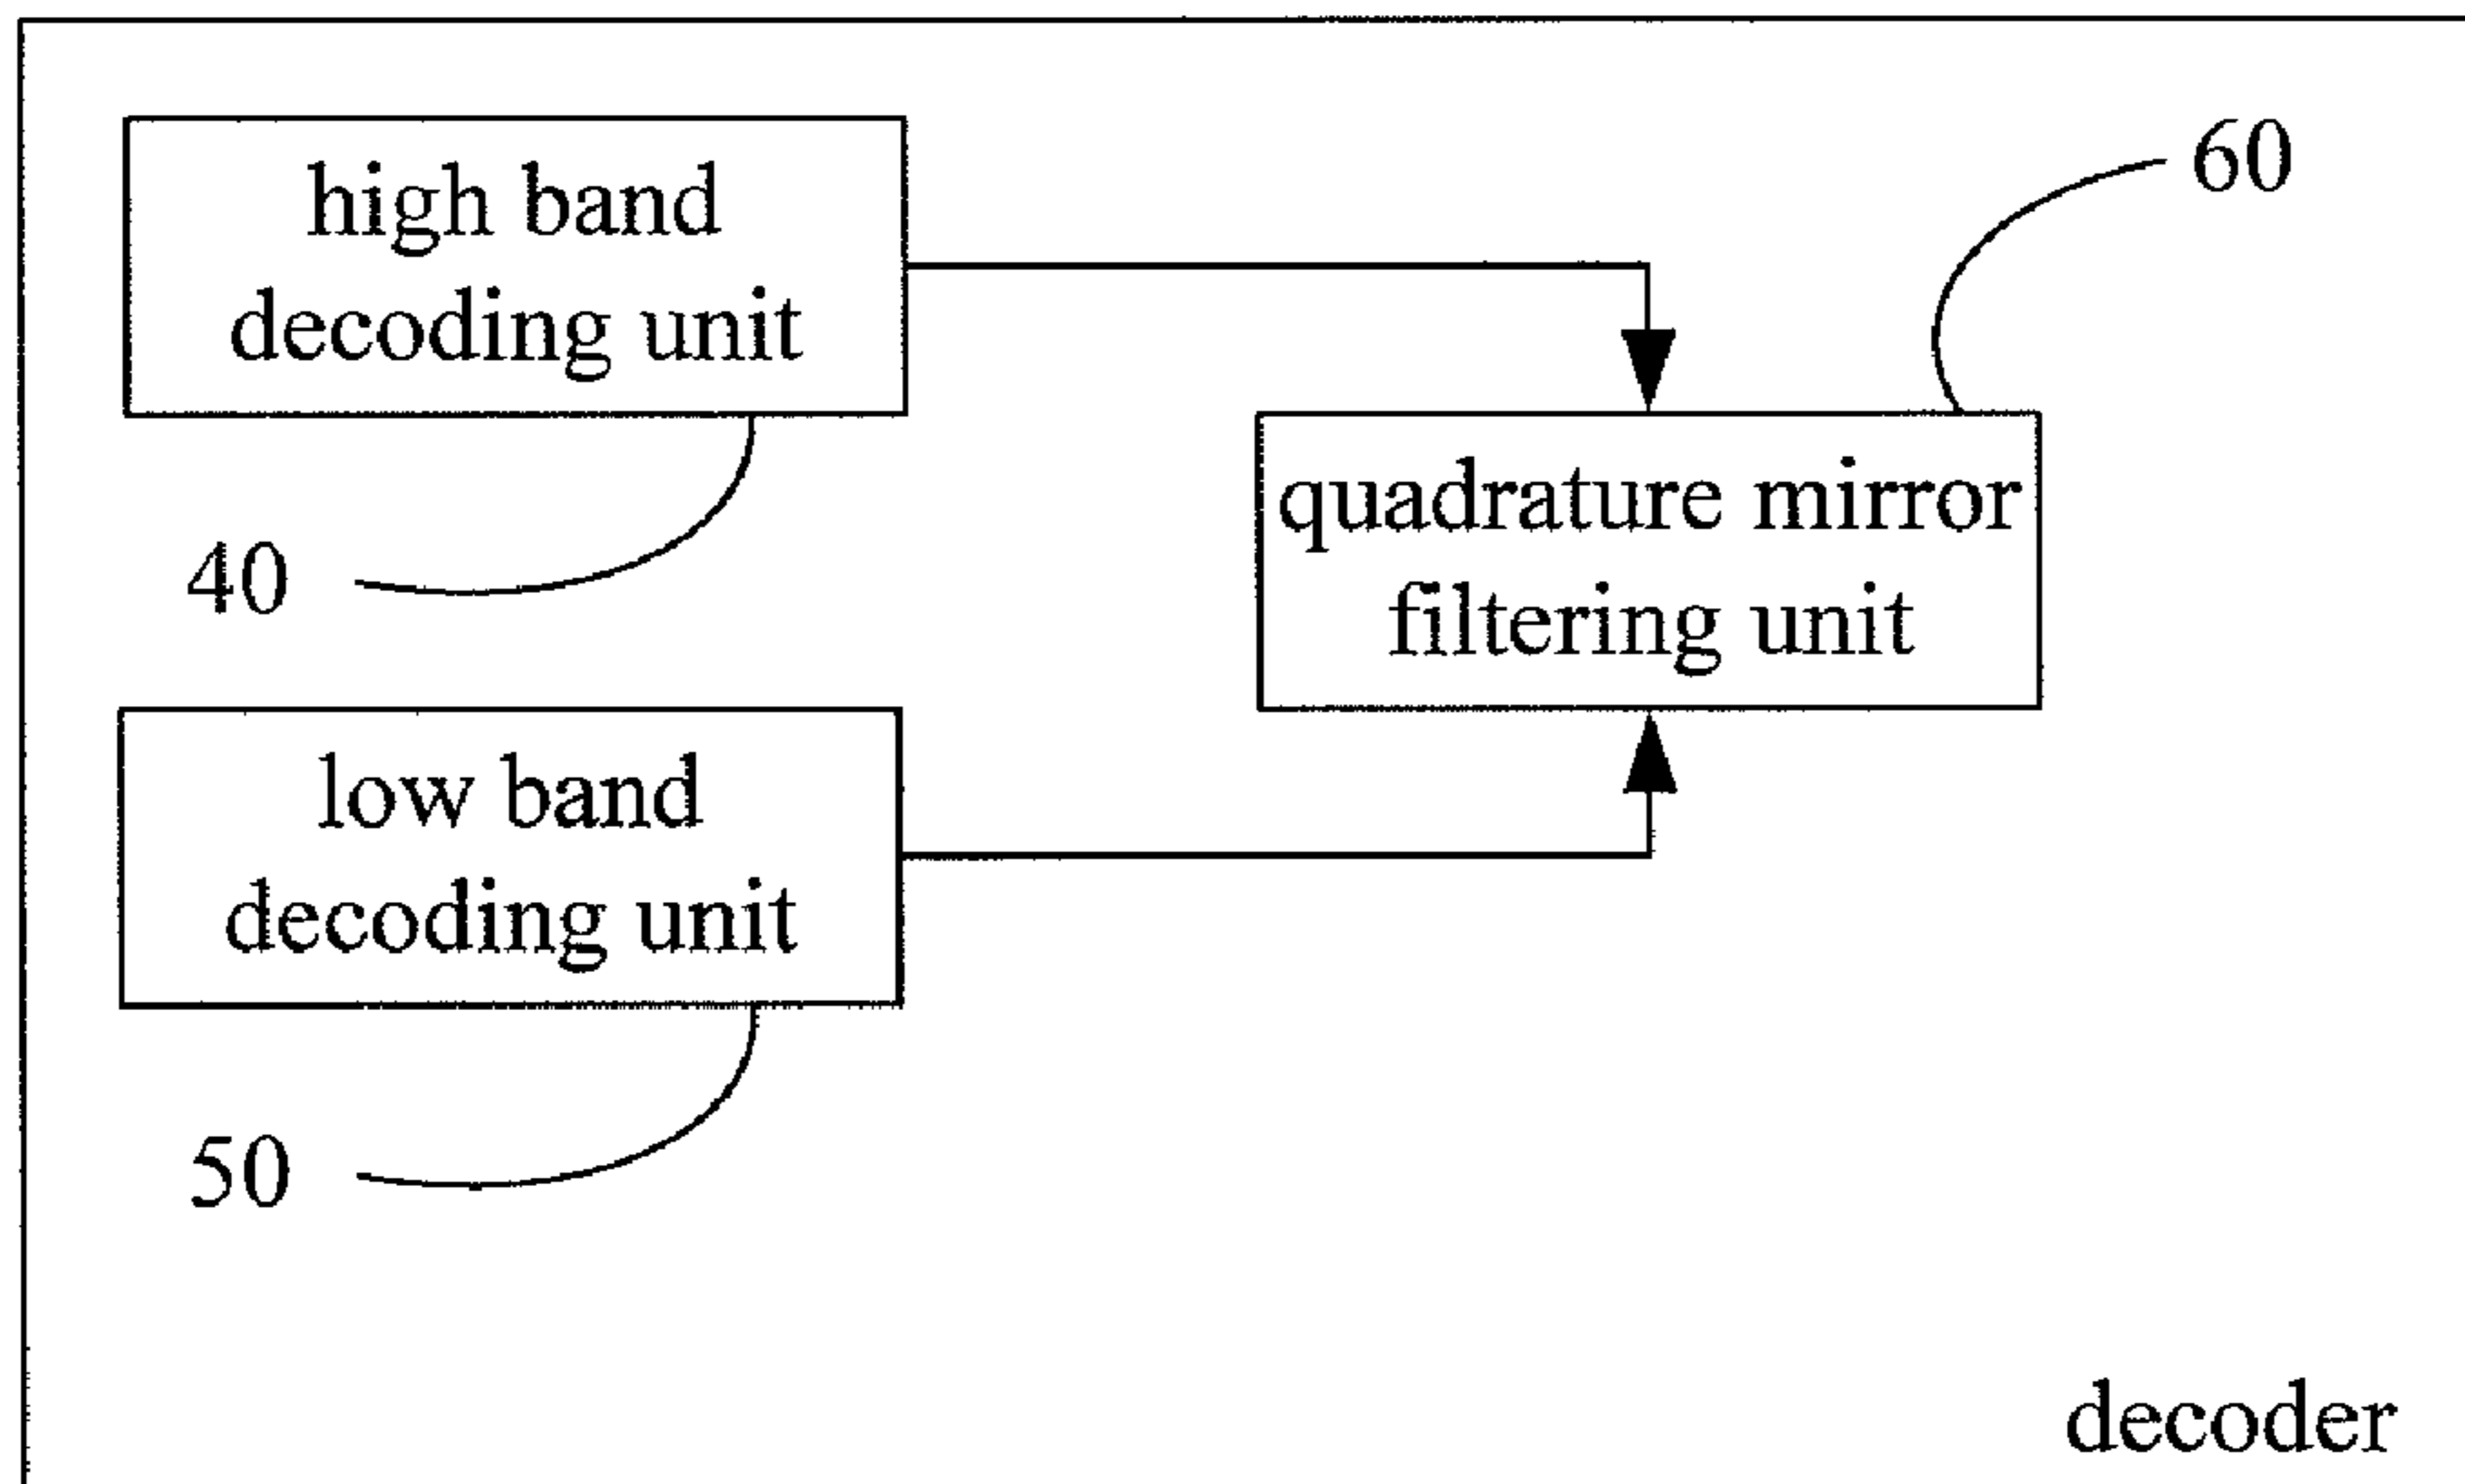 high band
decoding unit
60
quadrature mirror
filtering unit
40
low band
decoding unit
50
decoder